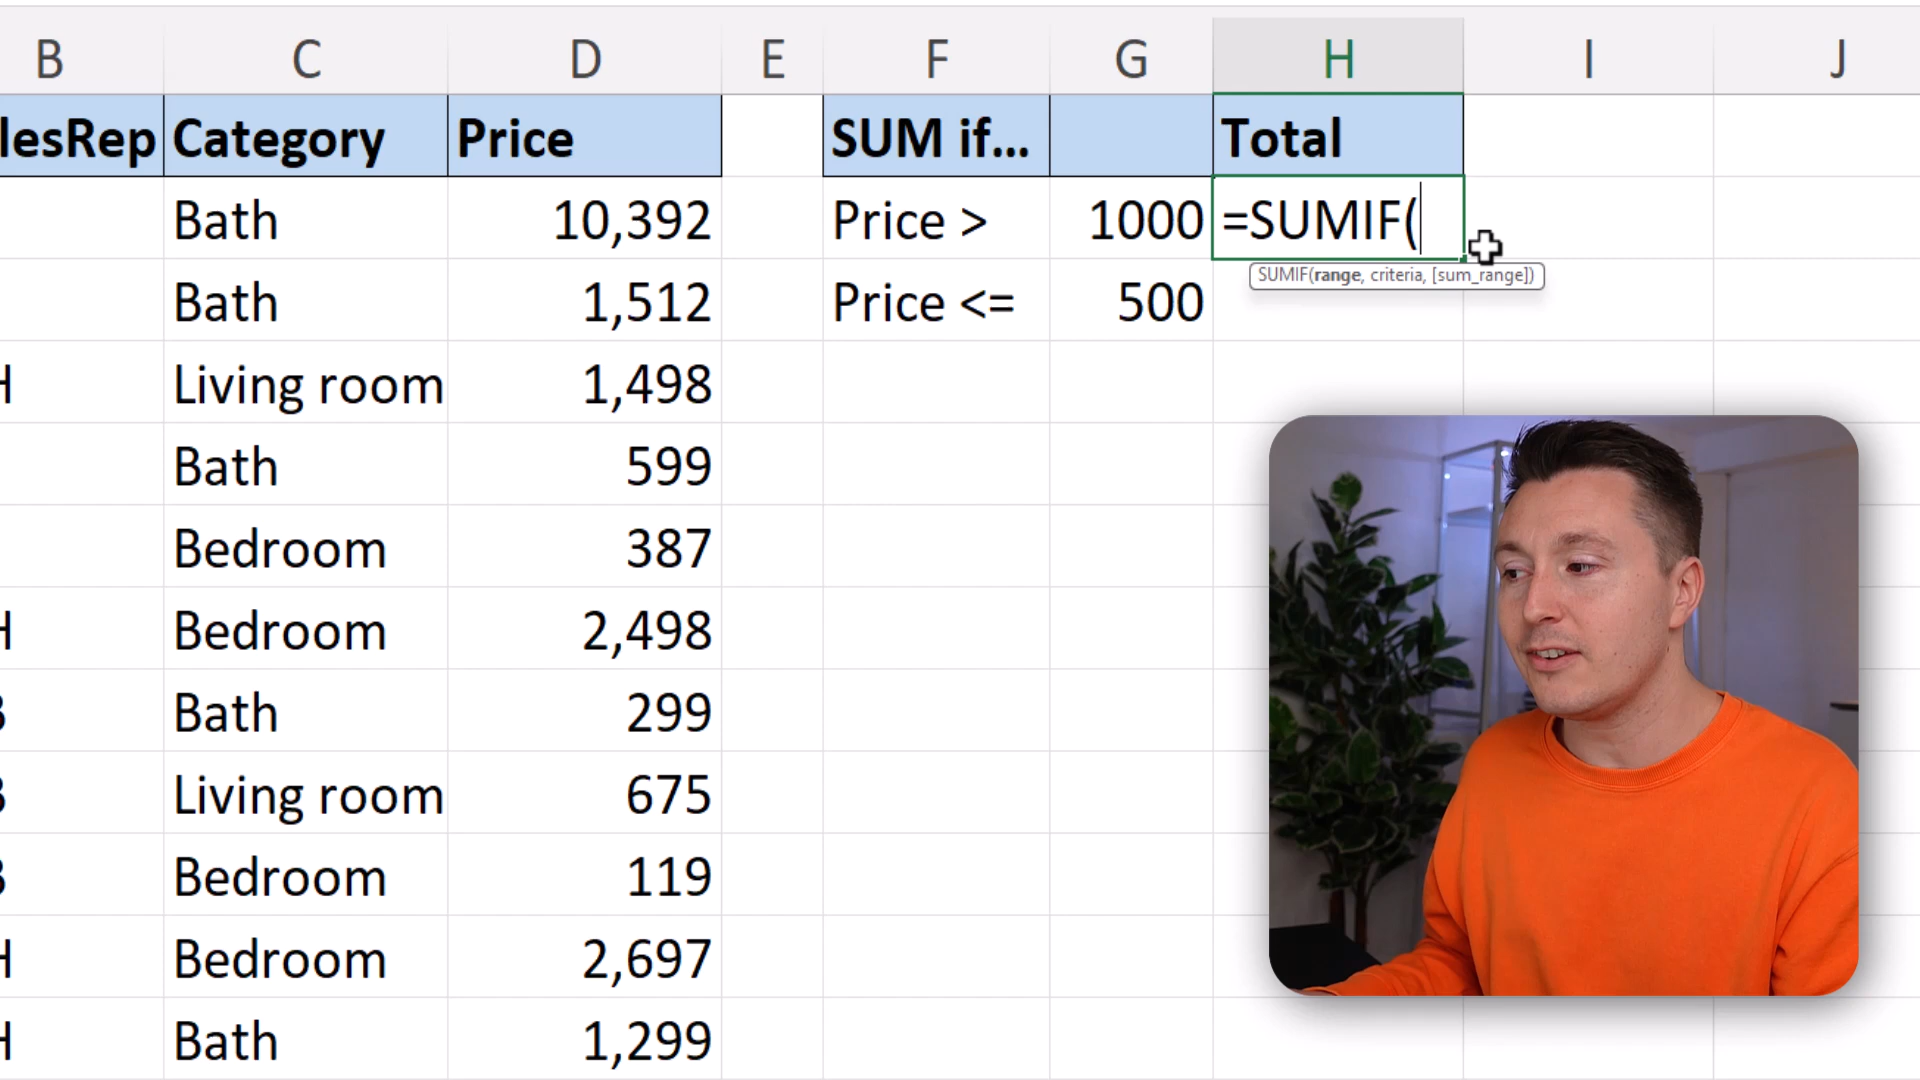 B C D E F G H I J
lesRep Category Price SUM if... Total
Bath 10,392 Price > 1000 =SUMIF(
SUMIF(range, criteria, [sum_range])
Bath 1,512 Price <= 500
H Living room 1,498
Bath 599
Bedroom 387
H Bedroom 2,498
B Bath 299
B Living room 675
B Bedroom 119
H Bedroom 2,697
H Bath 1,299